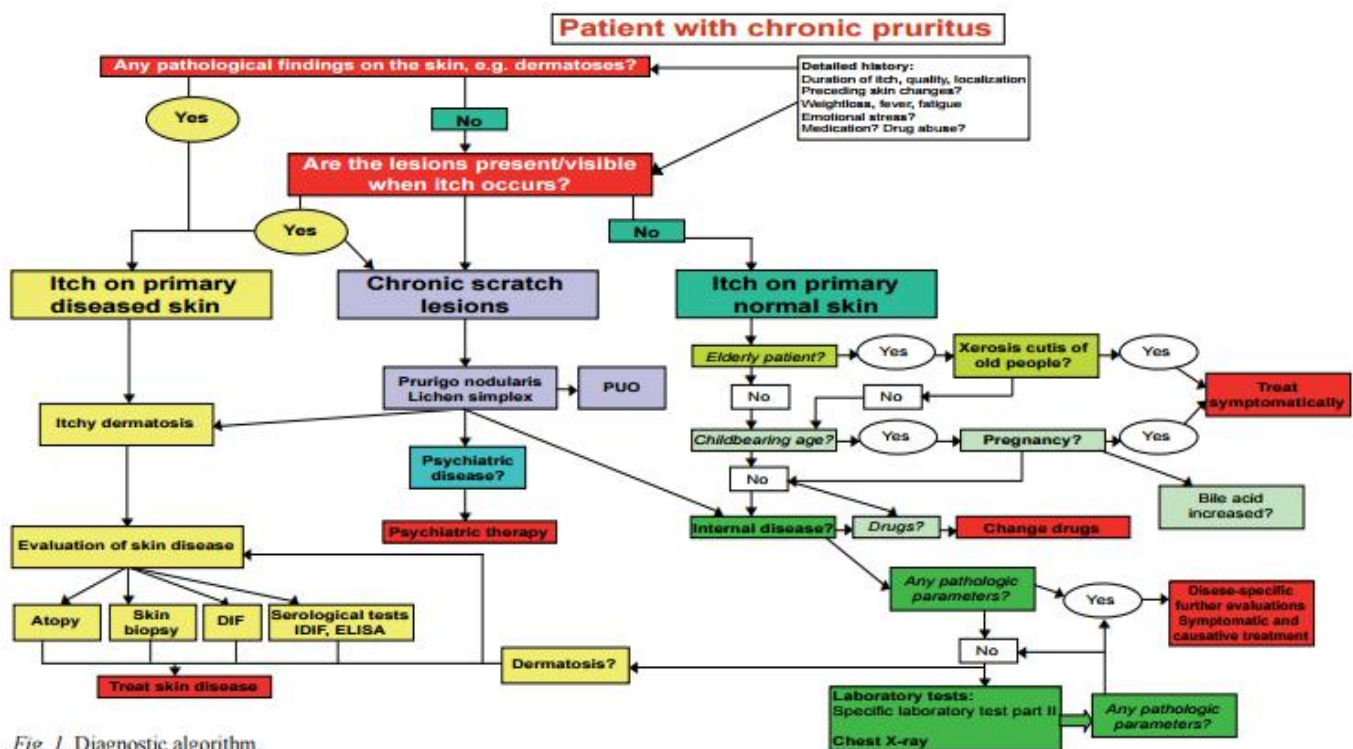 Patient with chronic pruritus
Any pathological findings on the skin, e.g. dermatoses?
Detailed history:
Duration of itch, quality, localization
Preceding skin changes?
Weightloss, fever, fatigue
Emotional stress?
Medication? Drug abuse?
Yes
No
Are the lesions present/visible
when itch occurs?
Yes
No
Itch on primary
diseased skin
Chronic scratch
lesions
Itch on primary
normal skin
Elderly patient?
Yes
Xerosis cutis of
old people?
Yes
Prurigo nodularis
Lichen simplex
PUO
No
No
Treat
symptomatically
Itchy dermatosis
Childbearing age?
Yes
Pregnancy?
Yes
Psychiatric
disease?
No
Bile acid
increased?
Psychiatric therapy
Internal disease?
Drugs?
Change drugs
Evaluation of skin disease
Any pathologic
parameters?
Yes
Disese-specific
further evaluations
Symptomatic and
causative treatment
Atopy
Skin
biopsy
DIF
Serological tests
IDIF, ELISA
No
Dermatosis?
Treat skin disease
Laboratory tests:
Specific laboratory test part II
Chest X-ray
Any pathologic
parameters?
Fig. 1. Diagnostic algorithm